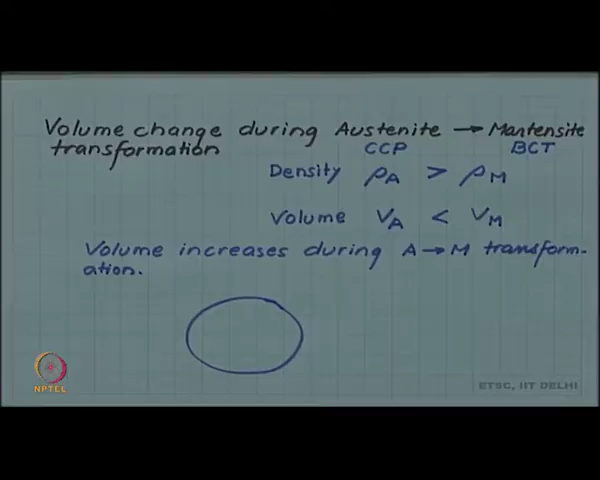 Volume change during Austenite → Martensite
transformation CCP BCT
Density ρA > ρM
Volume VA < VM
Volume increases during A → M transform-
ation.
NPTEL
ETSC, IIT DELHI